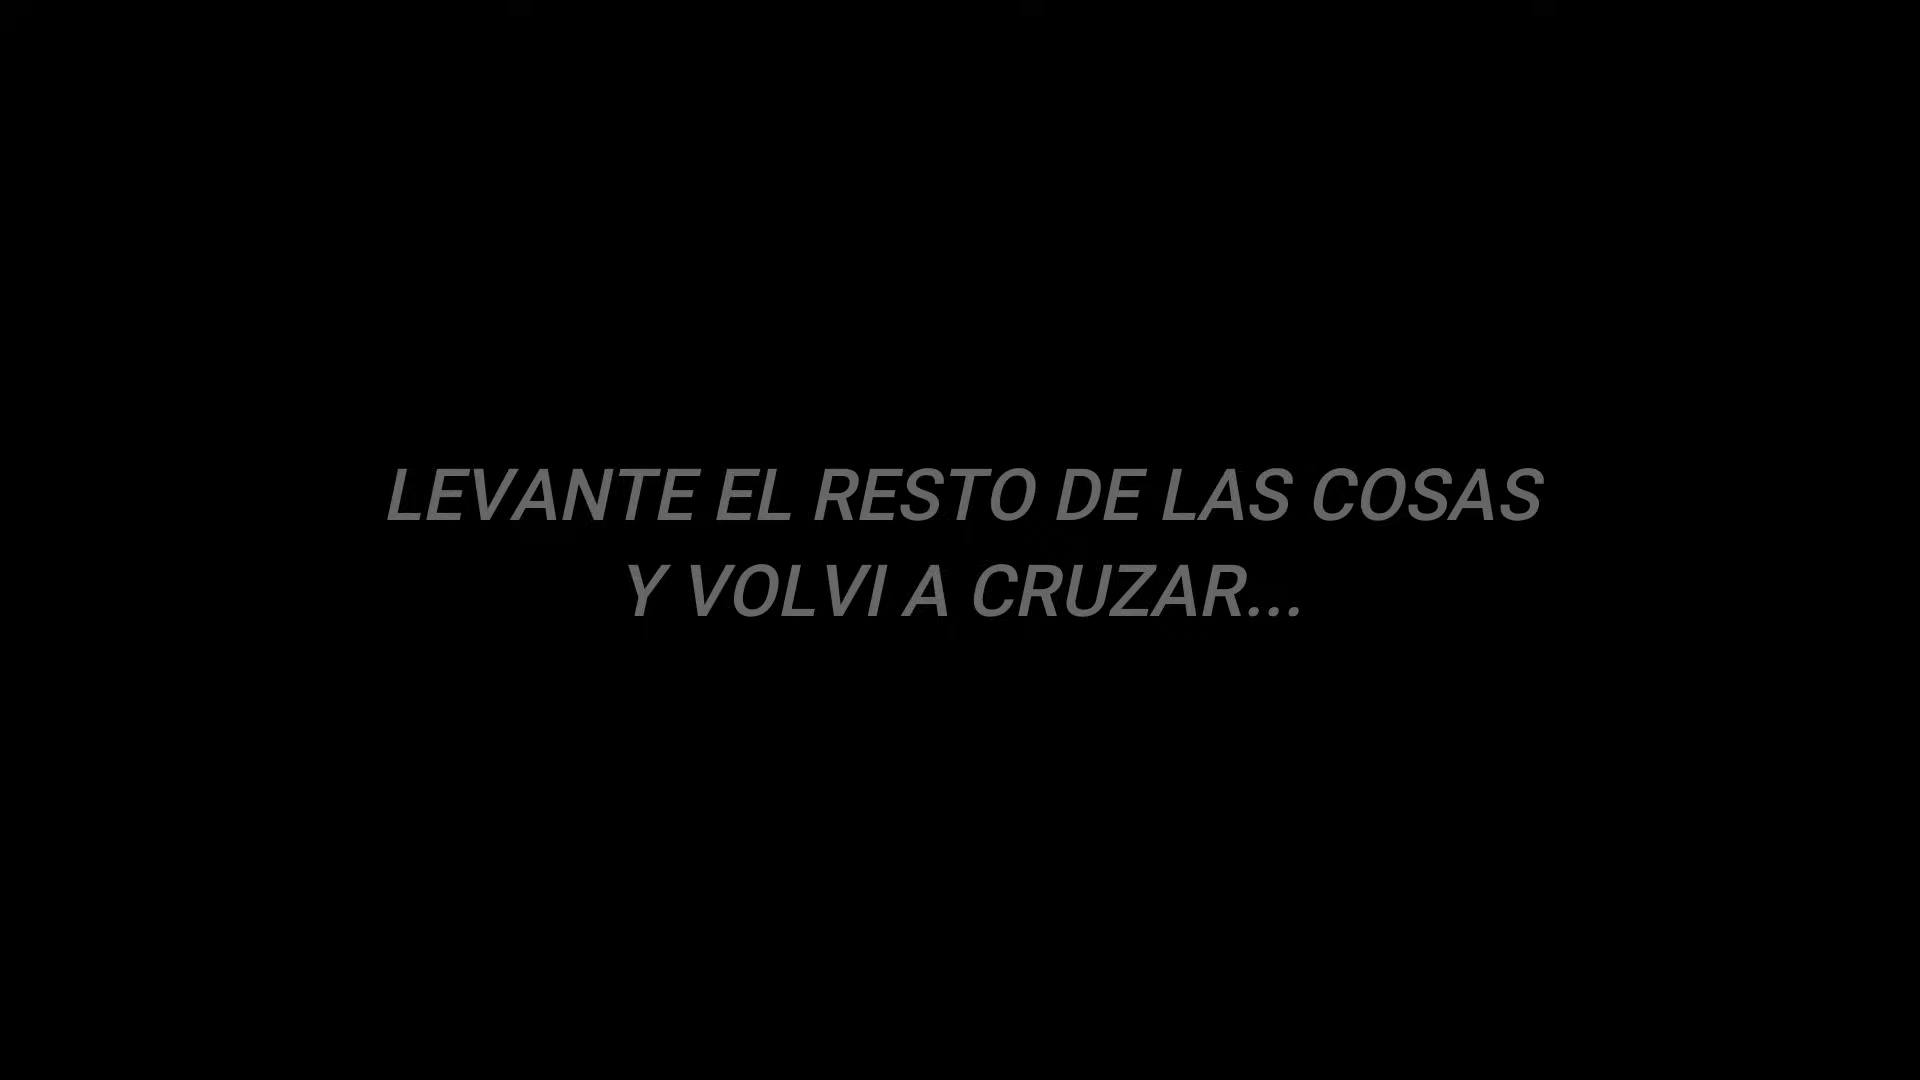 LEVANTE EL RESTO DE LAS COSAS
Y VOLVI A CRUZAR...